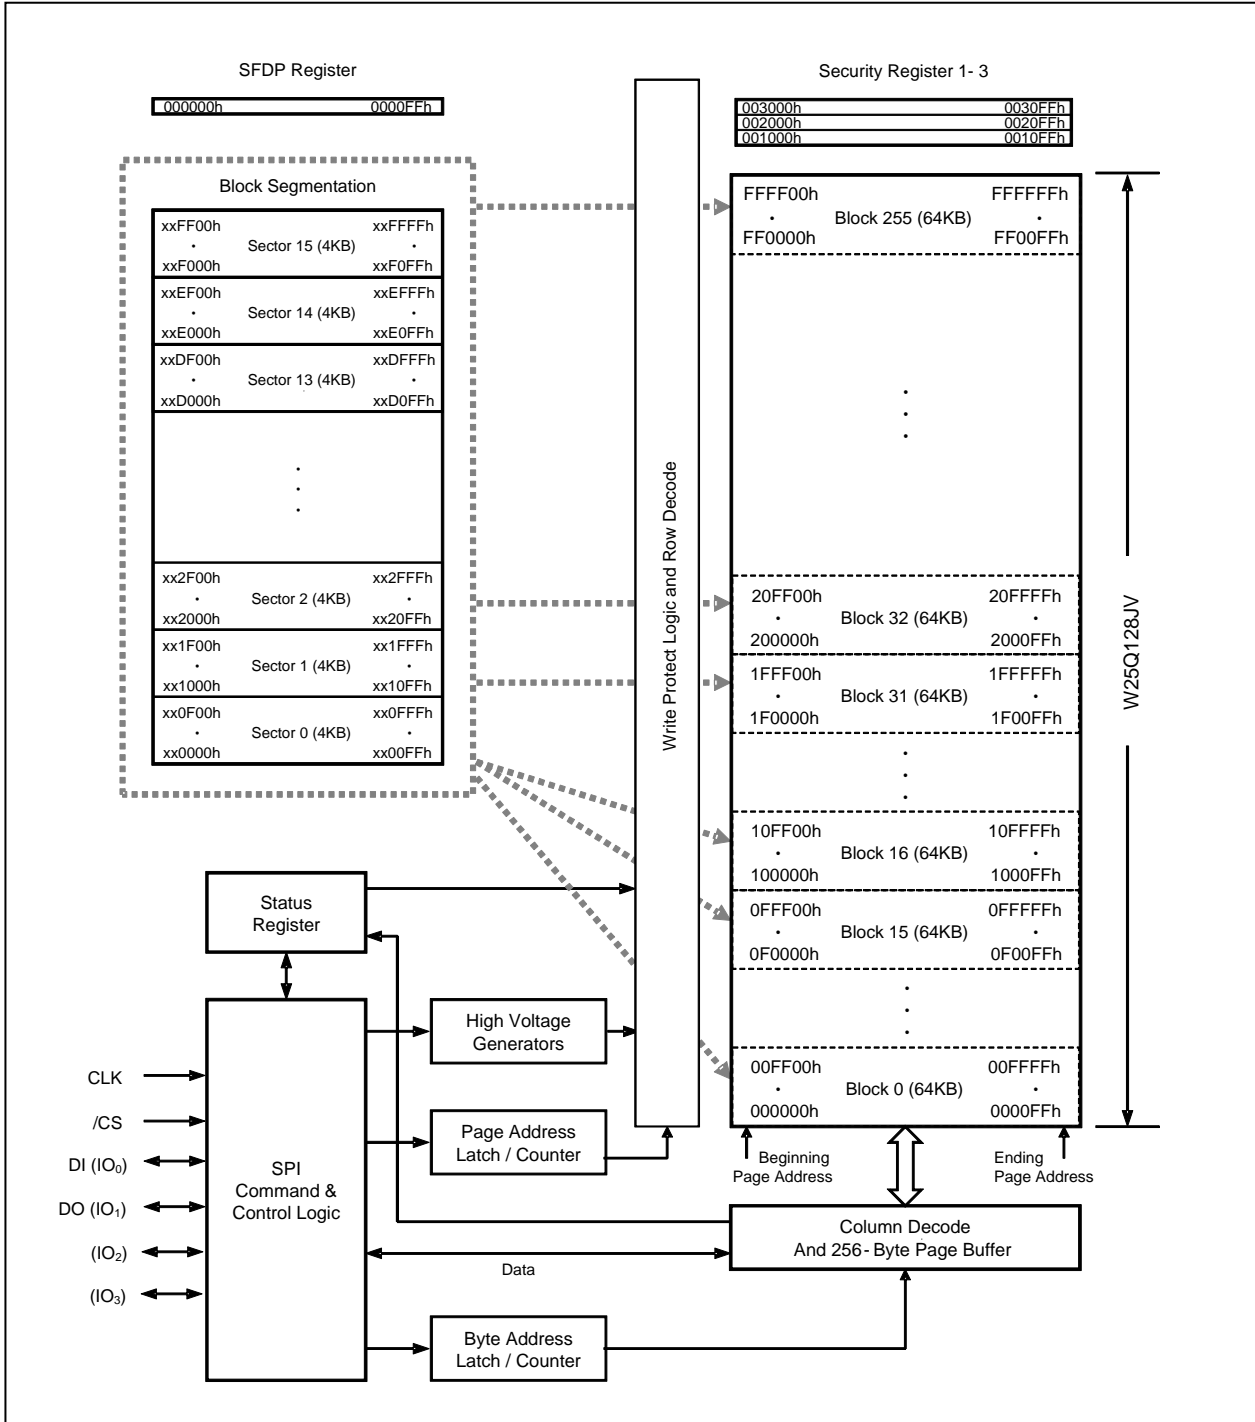 SFDP Register
000000h 0000FFh
Security Register 1- 3
003000h 0030FFh
002000h 0020FFh
001000h 0010FFh
Block Segmentation
xxFF00h xxFFFFh
Sector 15 (4KB)
xxF000h xxF0FFh
xxEF00h xxEFFFh
Sector 14 (4KB)
xxE000h xxE0FFh
xxDF00h xxDFFFh
Sector 13 (4KB)
xxD000h xxD0FFh
xx2F00h xx2FFFh
Sector 2 (4KB)
xx2000h xx20FFh
xx1F00h xx1FFFh
Sector 1 (4KB)
xx1000h xx10FFh
xx0F00h xx0FFFh
Sector 0 (4KB)
xx0000h xx00FFh
Write Protect Logic and Row Decode
FFFF00h FFFFFFh
Block 255 (64KB)
FF0000h FF00FFh
20FF00h 20FFFFh
Block 32 (64KB)
200000h 2000FFh
1FFF00h 1FFFFFh
Block 31 (64KB)
1F0000h 1F00FFh
10FF00h 10FFFFh
Block 16 (64KB)
100000h 1000FFh
0FFF00h 0FFFFFh
Block 15 (64KB)
0F0000h 0F00FFh
00FF00h 00FFFFh
Block 0 (64KB)
000000h 0000FFh
W25Q128JV
Beginning
Page Address
Ending
Page Address
Status
Register
High Voltage
Generators
Page Address
Latch / Counter
CLK
/CS
DI (IO₀)
DO (IO₁)
(IO₂)
(IO₃)
SPI
Command &
Control Logic
Column Decode
And 256- Byte Page Buffer
Data
Byte Address
Latch / Counter